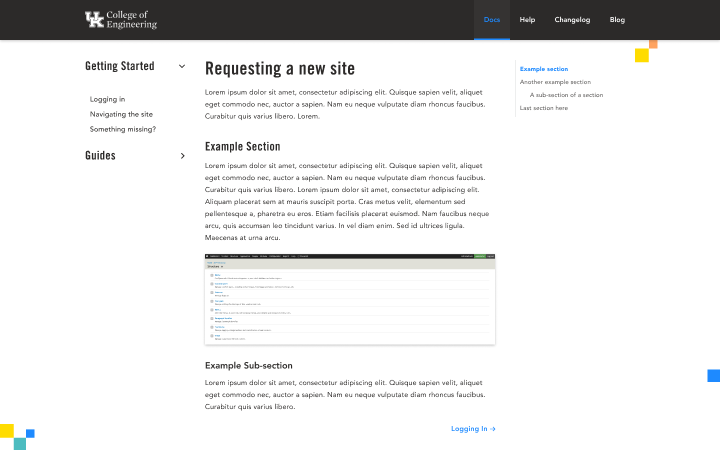 UK College of Engineering
Docs
Help
Changelog
Blog
Getting Started
Logging in
Navigating the site
Something missing?
Guides
Requesting a new site
Lorem ipsum dolor sit amet, consectetur adipiscing elit. Quisque sapien velit, aliquet
eget commodo nec, auctor a sapien. Nam eu neque vulputate diam rhoncus faucibus.
Curabitur quis varius libero. Lorem.
Example Section
Lorem ipsum dolor sit amet, consectetur adipiscing elit. Quisque sapien velit, aliquet
eget commodo nec, auctor a sapien. Nam eu neque vulputate diam rhoncus faucibus.
Curabitur quis varius libero. Lorem ipsum dolor sit amet, consectetur adipiscing elit.
Aliquam placerat sem at mauris suscipit porta. Cras metus velit, elementum sed
pellentesque a, pharetra eu eros. Etiam facilisis placerat euismod. Nam faucibus neque
arcu, quis accumsan leo tincidunt varius. In vel diam enim. Sed id ultrices ligula.
Maecenas at urna arcu.
Example Sub-section
Lorem ipsum dolor sit amet, consectetur adipiscing elit. Quisque sapien velit, aliquet
eget commodo nec, auctor a sapien. Nam eu neque vulputate diam rhoncus faucibus.
Curabitur quis varius libero.
Logging In →
Example section
Another example section
A sub-section of a section
Last section here